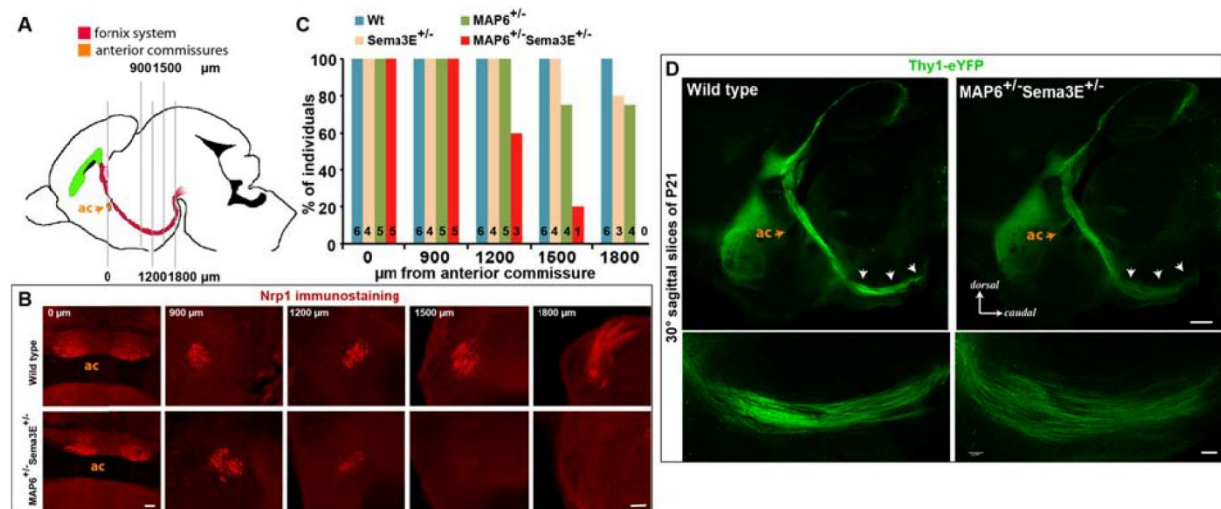 A
fornix system
anterior commissures
900 1500 µm
ac
0 1200 1800 µm
C
Wt
MAP6+/-
Sema3E+/-
MAP6+/-Sema3E+/-
% of individuals
100
80
60
40
20
0
6 4 5 5
6 4 5 5
6 4 5 3
6 4 4 1
6 3 4 0
0 900 1200 1500 1800
µm from anterior commissure
B
Nrp1 immunostaining
0 µm 900 µm 1200 µm 1500 µm 1800 µm
Wild type
ac
MAP6+/-Sema3E+/-
ac
D
Thy1-eYFP
30° sagittal slices of P21
Wild type
MAP6+/-Sema3E+/-
ac
ac
dorsal
caudal